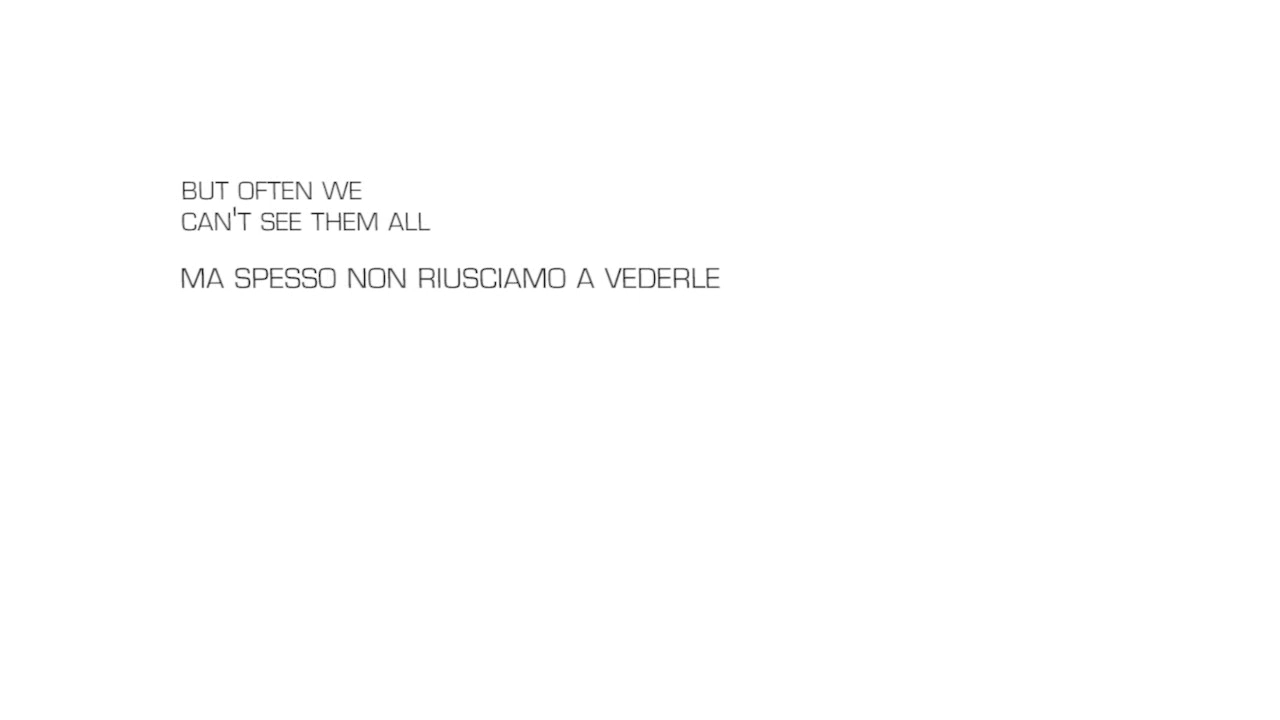 BUT OFTEN WE
CAN'T SEE THEM ALL
MA SPESSO NON RIUSCIAMO A VEDERLE